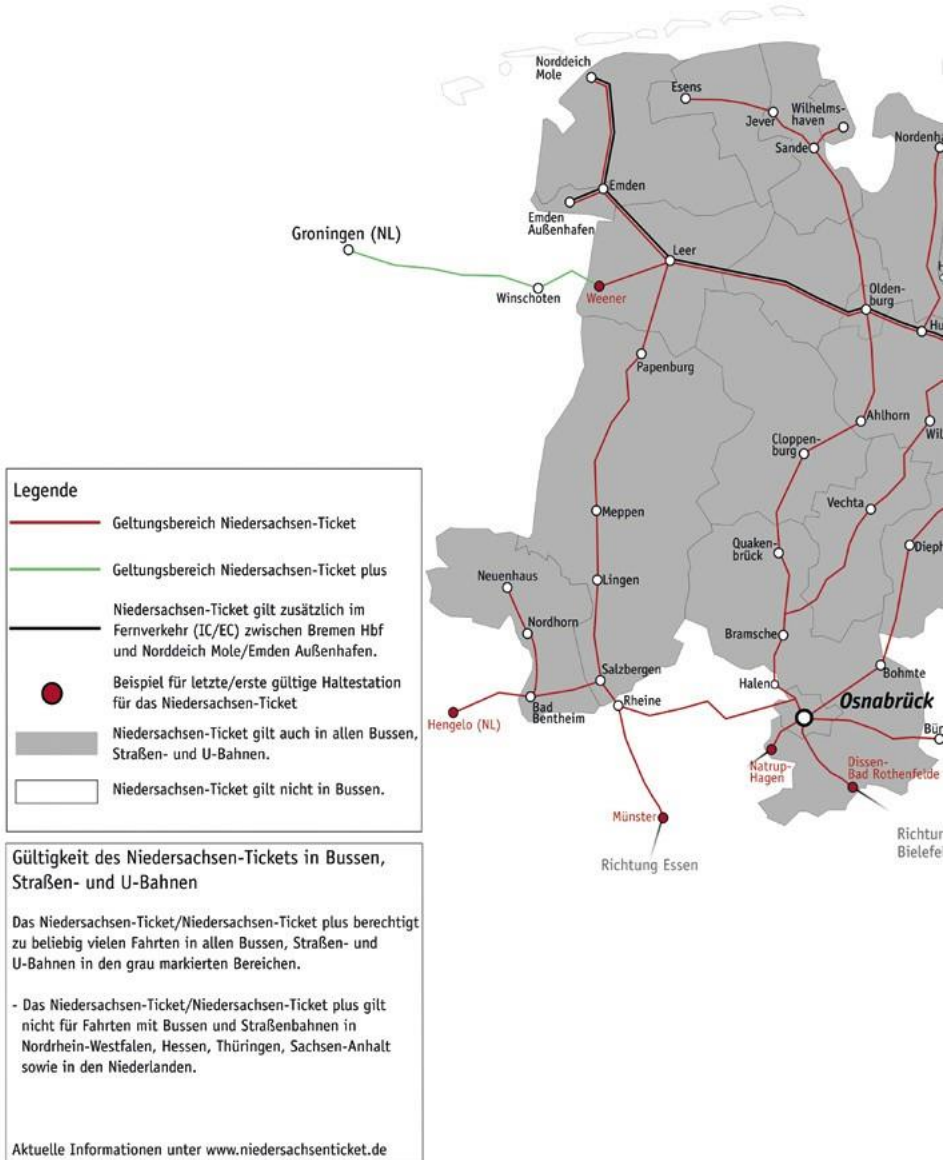 Norddeich
Mole
Esens
Jever
Wilhelms-
haven
Sande
Nordenha
Emden
Emden
Außenhafen
Groningen (NL)
Leer
Winschoten
Weener
Olden-
burg
Hu
Papenburg
Ahlhorn
Cloppen-
burg
Wil
Meppen
Vechta
Quaken-
brück
Dieph
Neuenhaus
Lingen
Nordhorn
Bramsche
Salzbergen
Bohmte
Halen
Rheine
Osnabrück
Bad
Bentheim
Hengelo (NL)
Bün
Natrup-
Hagen
Dissen-
Bad Rothenfelde
Münster
Richtung Essen
Richtun
Bielefel
Legende
Geltungsbereich Niedersachsen-Ticket
Geltungsbereich Niedersachsen-Ticket plus
Niedersachsen-Ticket gilt zusätzlich im
Fernverkehr (IC/EC) zwischen Bremen Hbf
und Norddeich Mole/Emden Außenhafen.
Beispiel für letzte/erste gültige Haltestation
für das Niedersachsen-Ticket
Niedersachsen-Ticket gilt auch in allen Bussen,
Straßen- und U-Bahnen.
Niedersachsen-Ticket gilt nicht in Bussen.
Gültigkeit des Niedersachsen-Tickets in Bussen,
Straßen- und U-Bahnen
Das Niedersachsen-Ticket/Niedersachsen-Ticket plus berechtigt
zu beliebig vielen Fahrten in allen Bussen, Straßen- und
U-Bahnen in den grau markierten Bereichen.
- Das Niedersachsen-Ticket/Niedersachsen-Ticket plus gilt
nicht für Fahrten mit Bussen und Straßenbahnen in
Nordrhein-Westfalen, Hessen, Thüringen, Sachsen-Anhalt
sowie in den Niederlanden.
Aktuelle Informationen unter www.niedersachsenticket.de